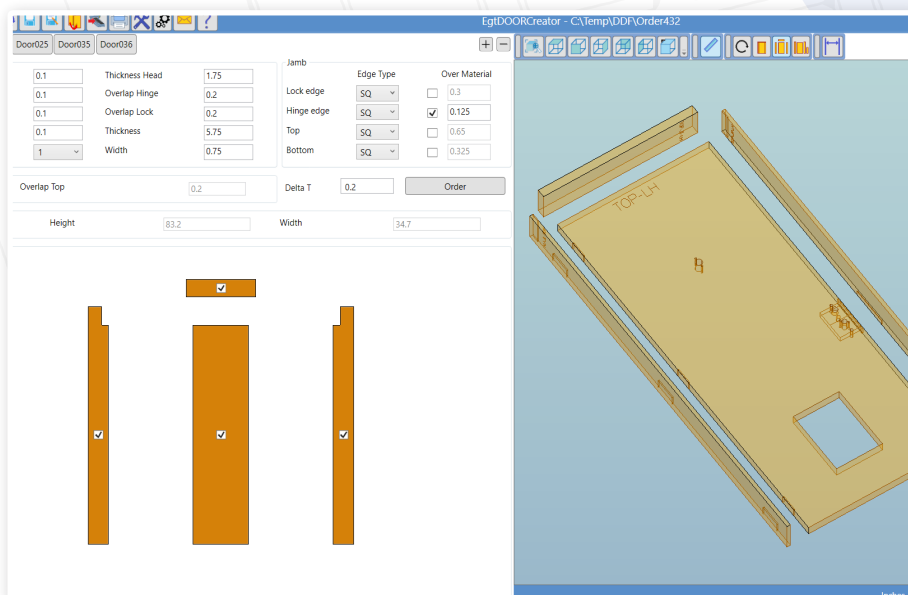 EgtDOORCreator - C:\Temp\DDF\Order432
Door025 Door035 Door036
Jamb
Edge Type Over Material
0.1 Thickness Head 1.75
0.1 Overlap Hinge 0.2
0.1 Overlap Lock 0.2
0.1 Thickness 5.75
1 Width 0.75
Lock edge SQ 0.3
Hinge edge SQ 0.125
Top SQ 0.65
Bottom SQ 0.325
Overlap Top 0.2
Delta T 0.2 Order
Height 83.2 Width 34.7
TOP-LH